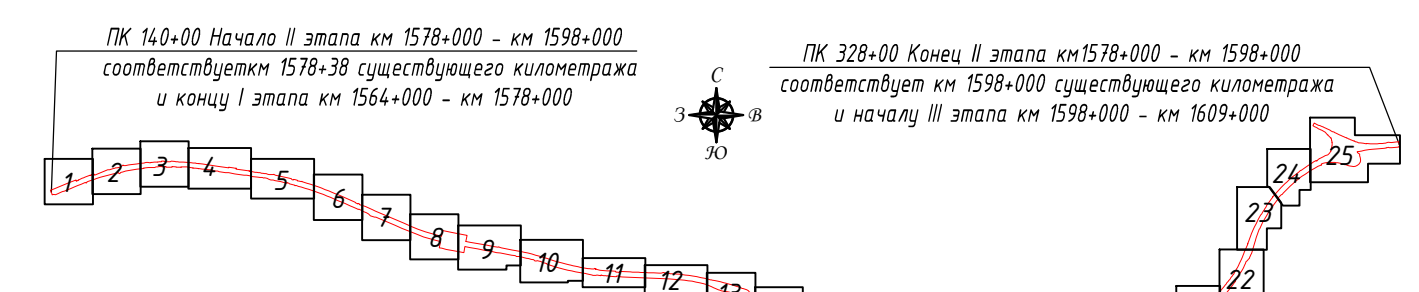 ПК 140+00 Начало II этапа км 1578+000 - км 1598+000
соответствуеткм 1578+38 существующего километража
и концу I этапа км 1564+000 - км 1578+000
ПК 328+00 Конец II этапа км1578+000 - км 1598+000
соответствует км 1598+000 существующего километража
и началу III этапа км 1598+000 - км 1609+000
С
З
В
Ю
1
2
3
4
5
6
7
8
9
10
11
12
13
22
23
24
25